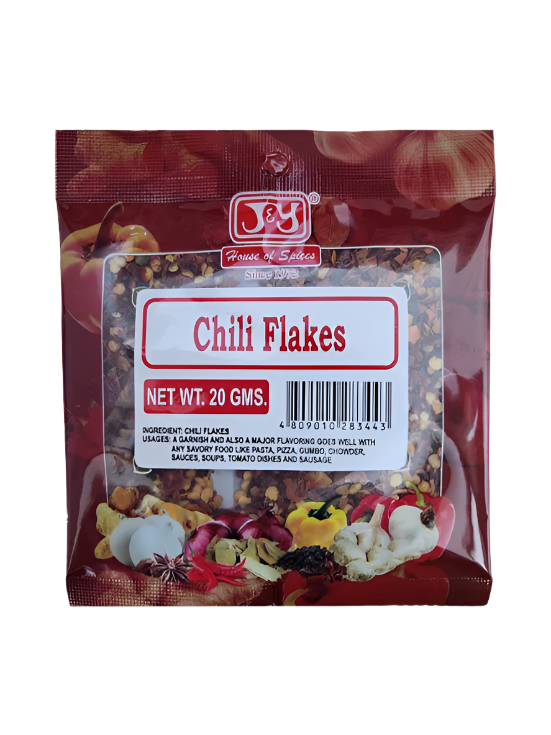 J&Y®
House of Spices
Since 1972
Chili Flakes
NET WT. 20 GMS.
4 809010 283443
INGREDIENT: CHILI FLAKES
USAGES: A GARNISH AND ALSO A MAJOR FLAVORING GOES WELL WITH
ANY SAVORY FOOD LIKE PASTA, PIZZA, GUMBO, CHOWDER,
SAUCES, SOUPS, TOMATO DISHES AND SAUSAGE